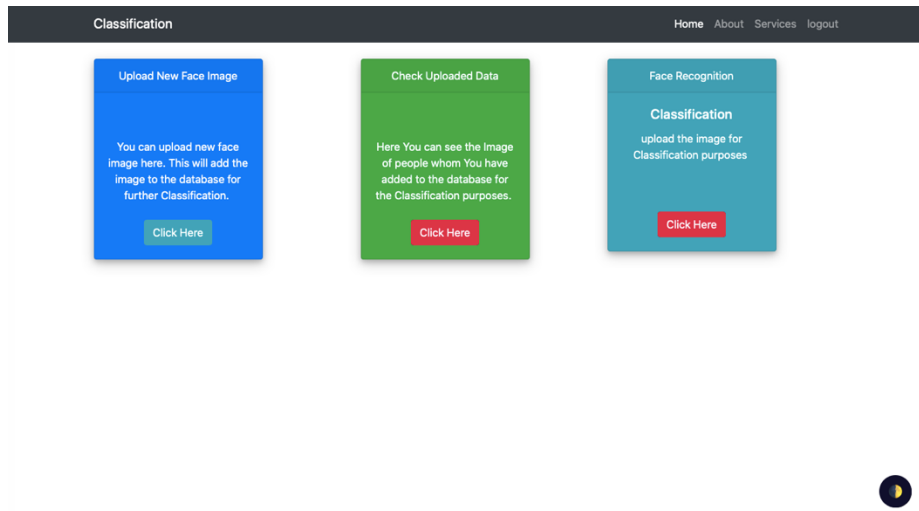 Classification
Home About Services logout
Upload New Face Image
You can upload new face
image here. This will add the
image to the database for
further Classification.
Click Here
Check Uploaded Data
Here You can see the Image
of people whom You have
added to the database for
the Classification purposes.
Click Here
Face Recognition
Classification
upload the image for
Classification purposes
Click Here